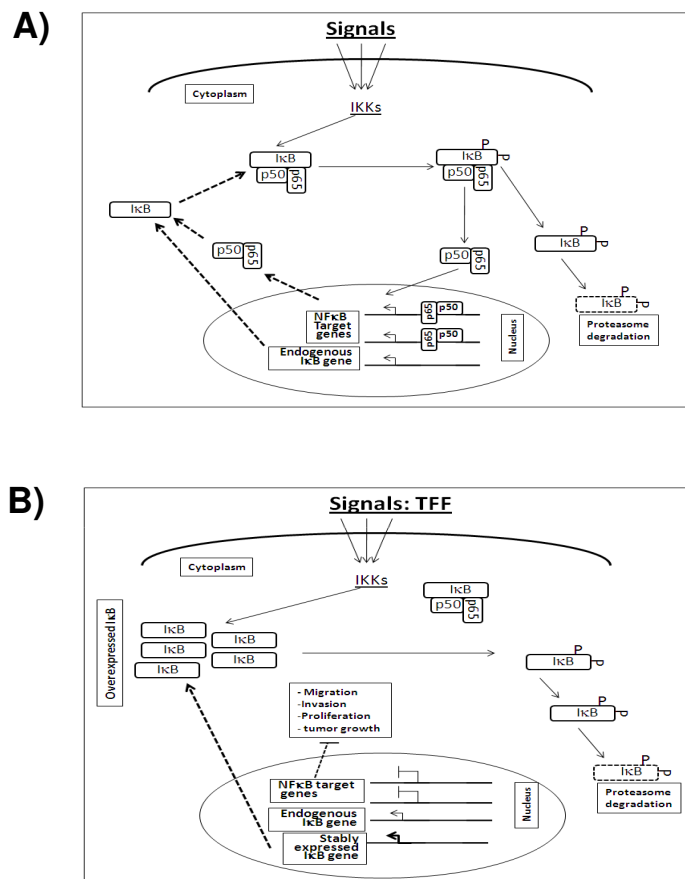 A)
Signals
Cytoplasm
IKKs
IκB
p50
p65
P
IκB
P
p50
p65
IκB
P
IκB
P
p50
p65
p50
p65
P
IκB
P
NFκB
Target
genes
p65
p50
p65
p50
Endogenous
IκB gene
Nucleus
Proteasome
degradation
B)
Signals: TFF
Cytoplasm
IKKs
IκB
p50
p65
Overexpressed IκB
IκB
IκB
IκB
IκB
IκB
P
IκB
P
P
IκB
P
P
IκB
P
- Migration
-Invasion
-Proliferation
- tumor growth
NFκB target
genes
Endogenous
IκB gene
Stably
expressed
IκB gene
Nucleus
Proteasome
degradation